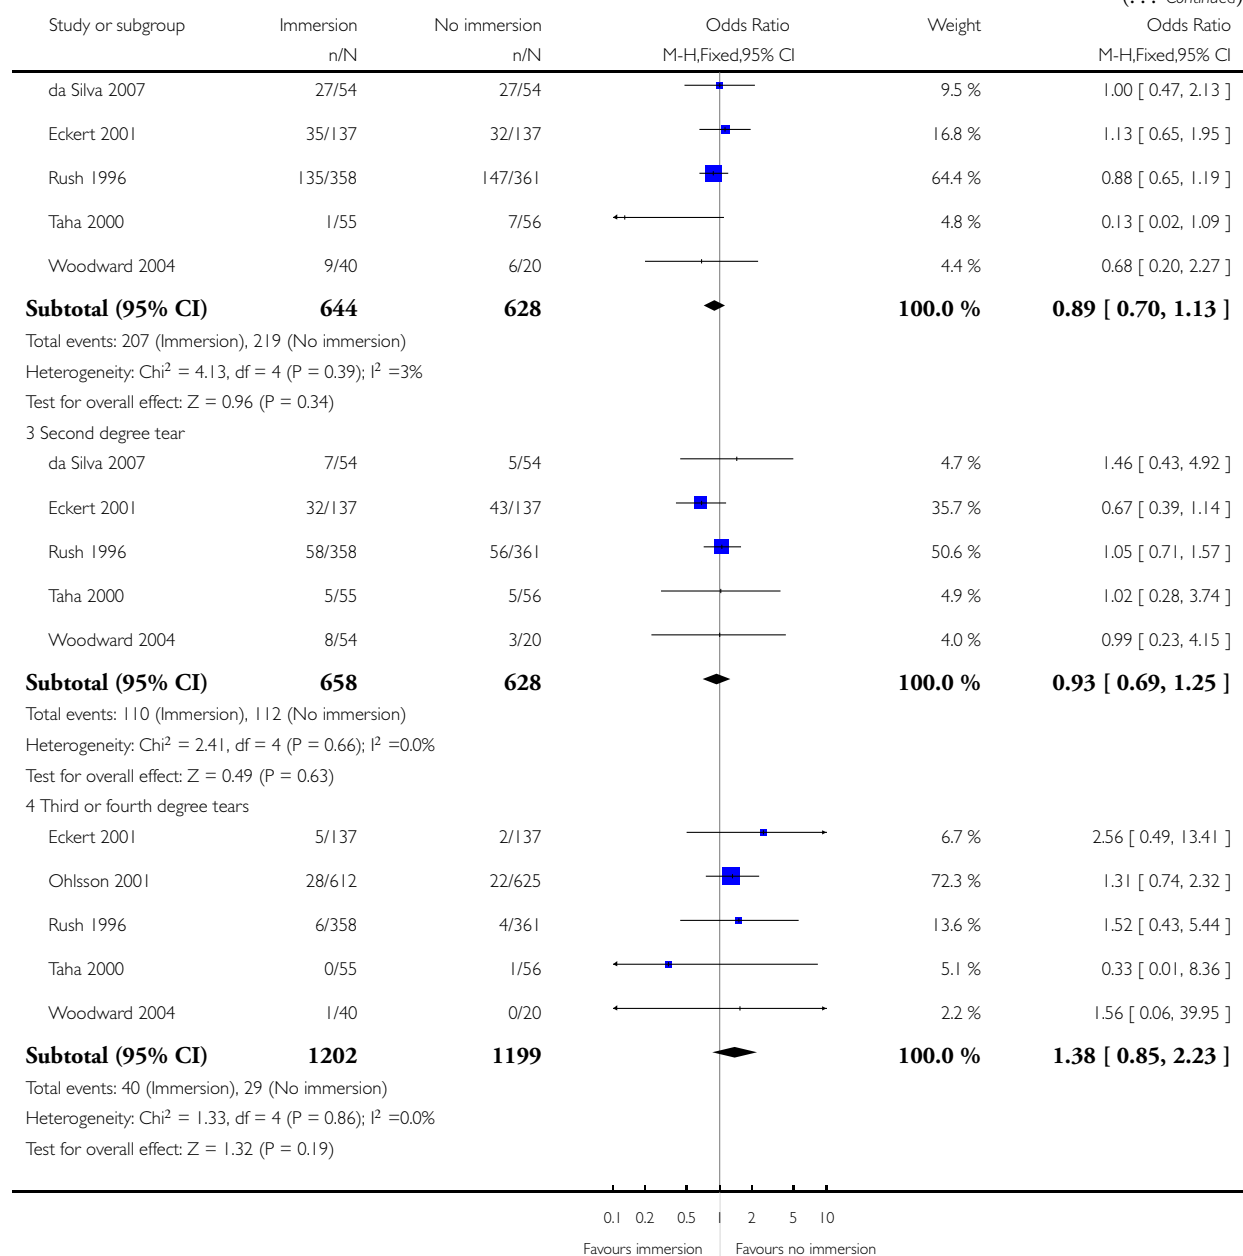 (... Continued)
Study or subgroup Immersion No immersion Odds Ratio Weight Odds Ratio
n/N n/N M-H,Fixed,95% CI M-H,Fixed,95% CI
da Silva 2007 27/54 27/54 9.5 % 1.00 [ 0.47, 2.13 ]
Eckert 2001 35/137 32/137 16.8 % 1.13 [ 0.65, 1.95 ]
Rush 1996 135/358 147/361 64.4 % 0.88 [ 0.65, 1.19 ]
Taha 2000 1/55 7/56 4.8 % 0.13 [ 0.02, 1.09 ]
Woodward 2004 9/40 6/20 4.4 % 0.68 [ 0.20, 2.27 ]
Subtotal (95% CI) 644 628 100.0 % 0.89 [ 0.70, 1.13 ]
Total events: 207 (Immersion), 219 (No immersion)
Heterogeneity: Chi² = 4.13, df = 4 (P = 0.39); I² =3%
Test for overall effect: Z = 0.96 (P = 0.34)
3 Second degree tear
da Silva 2007 7/54 5/54 4.7 % 1.46 [ 0.43, 4.92 ]
Eckert 2001 32/137 43/137 35.7 % 0.67 [ 0.39, 1.14 ]
Rush 1996 58/358 56/361 50.6 % 1.05 [ 0.71, 1.57 ]
Taha 2000 5/55 5/56 4.9 % 1.02 [ 0.28, 3.74 ]
Woodward 2004 8/54 3/20 4.0 % 0.99 [ 0.23, 4.15 ]
Subtotal (95% CI) 658 628 100.0 % 0.93 [ 0.69, 1.25 ]
Total events: 110 (Immersion), 112 (No immersion)
Heterogeneity: Chi² = 2.41, df = 4 (P = 0.66); I² =0.0%
Test for overall effect: Z = 0.49 (P = 0.63)
4 Third or fourth degree tears
Eckert 2001 5/137 2/137 6.7 % 2.56 [ 0.49, 13.41 ]
Ohlsson 2001 28/612 22/625 72.3 % 1.31 [ 0.74, 2.32 ]
Rush 1996 6/358 4/361 13.6 % 1.52 [ 0.43, 5.44 ]
Taha 2000 0/55 1/56 5.1 % 0.33 [ 0.01, 8.36 ]
Woodward 2004 1/40 0/20 2.2 % 1.56 [ 0.06, 39.95 ]
Subtotal (95% CI) 1202 1199 100.0 % 1.38 [ 0.85, 2.23 ]
Total events: 40 (Immersion), 29 (No immersion)
Heterogeneity: Chi² = 1.33, df = 4 (P = 0.86); I² =0.0%
Test for overall effect: Z = 1.32 (P = 0.19)
0.1 0.2 0.5 1 2 5 10
Favours immersion Favours no immersion